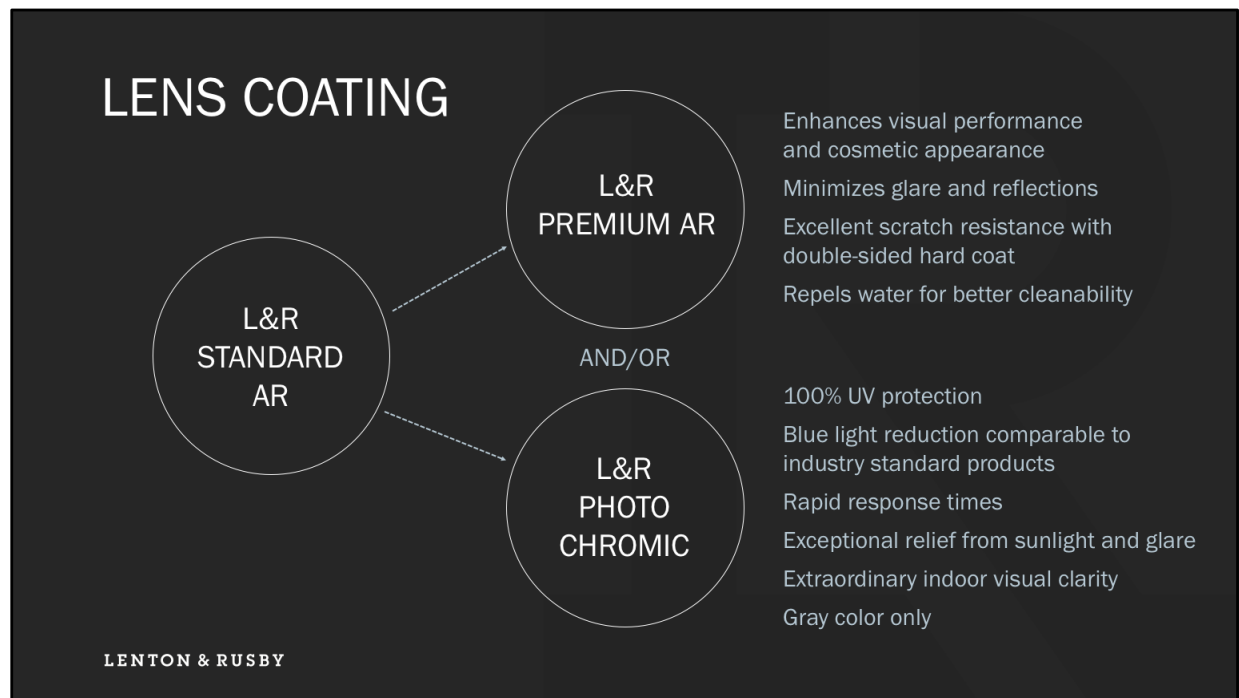 LENS COATING
L&R
STANDARD
AR
L&R
PREMIUM AR
Enhances visual performance
and cosmetic appearance
Minimizes glare and reflections
Excellent scratch resistance with
double-sided hard coat
Repels water for better cleanability
AND/OR
L&R
PHOTO
CHROMIC
100% UV protection
Blue light reduction comparable to
industry standard products
Rapid response times
Exceptional relief from sunlight and glare
Extraordinary indoor visual clarity
Gray color only
LENTON & RUSBY